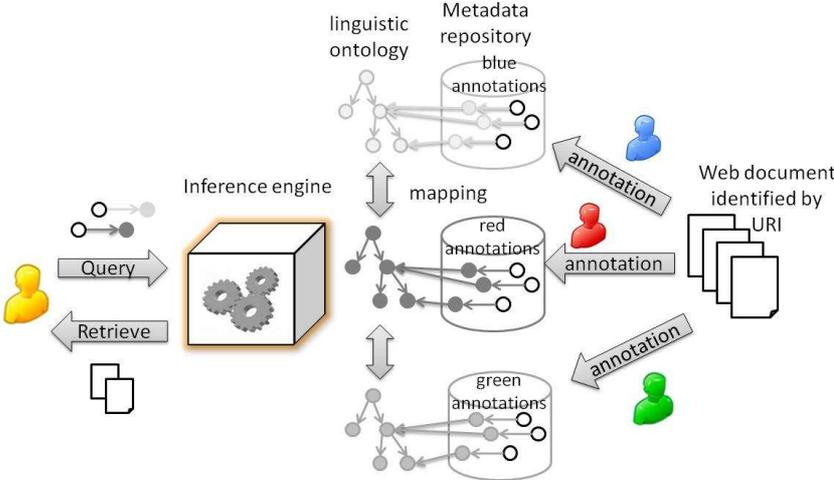 linguistic
ontology
Metadata
repository
blue
annotations
annotation
Web document
identified by
URI
Inference engine
mapping
red
annotations
annotation
Query
Retrieve
annotation
green
annotations